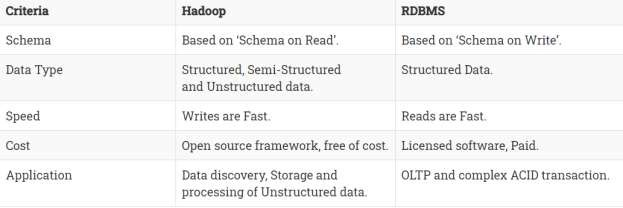 Criteria Hadoop RDBMS
Schema Based on ‘Schema on Read’. Based on ‘Schema on Write’.
Data Type Structured, Semi-Structured Structured Data.
and Unstructured data.
Speed Writes are Fast. Reads are Fast.
Cost Open source framework, free of cost. Licensed software, Paid.
Application Data discovery, Storage and OLTP and complex ACID transaction.
processing of Unstructured data.